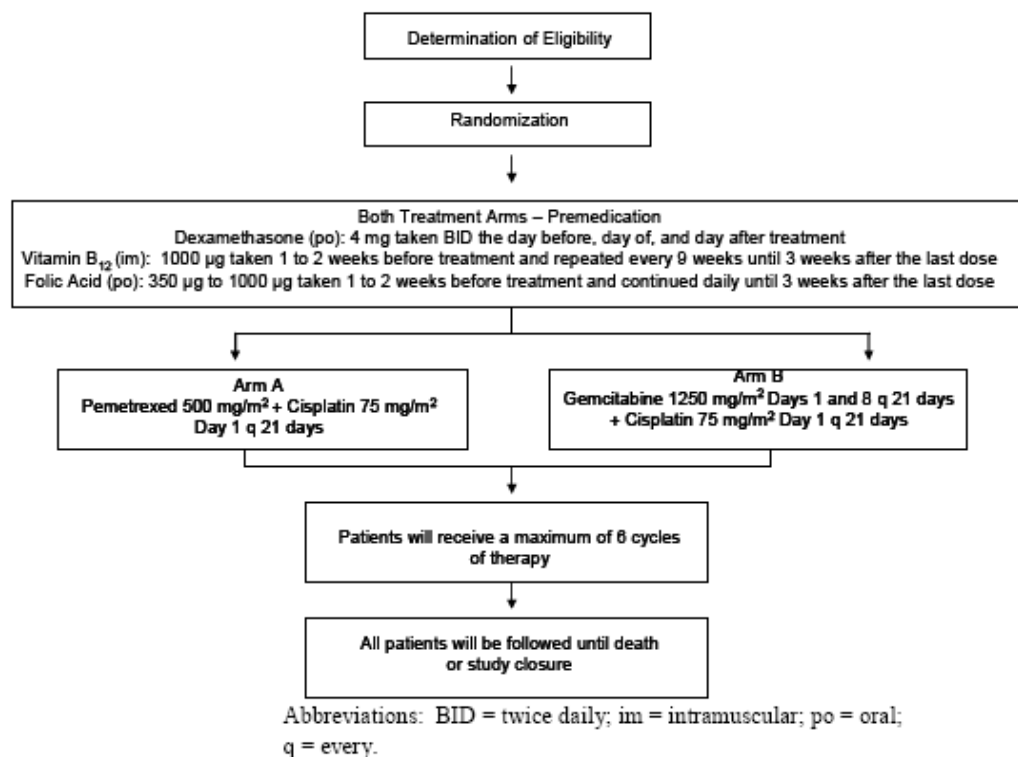 Determination of Eligibility
Randomization
Both Treatment Arms – Premedication
Dexamethasone (po): 4 mg taken BID the day before, day of, and day after treatment
Vitamin B12 (im): 1000 µg taken 1 to 2 weeks before treatment and repeated every 9 weeks until 3 weeks after the last dose
Folic Acid (po): 350 µg to 1000 µg taken 1 to 2 weeks before treatment and continued daily until 3 weeks after the last dose
Arm A
Pemetrexed 500 mg/m² + Cisplatin 75 mg/m²
Day 1 q 21 days
Arm B
Gemcitabine 1250 mg/m² Days 1 and 8 q 21 days
+ Cisplatin 75 mg/m² Day 1 q 21 days
Patients will receive a maximum of 6 cycles
of therapy
All patients will be followed until death
or study closure
Abbreviations: BID = twice daily; im = intramuscular; po = oral;
q = every.